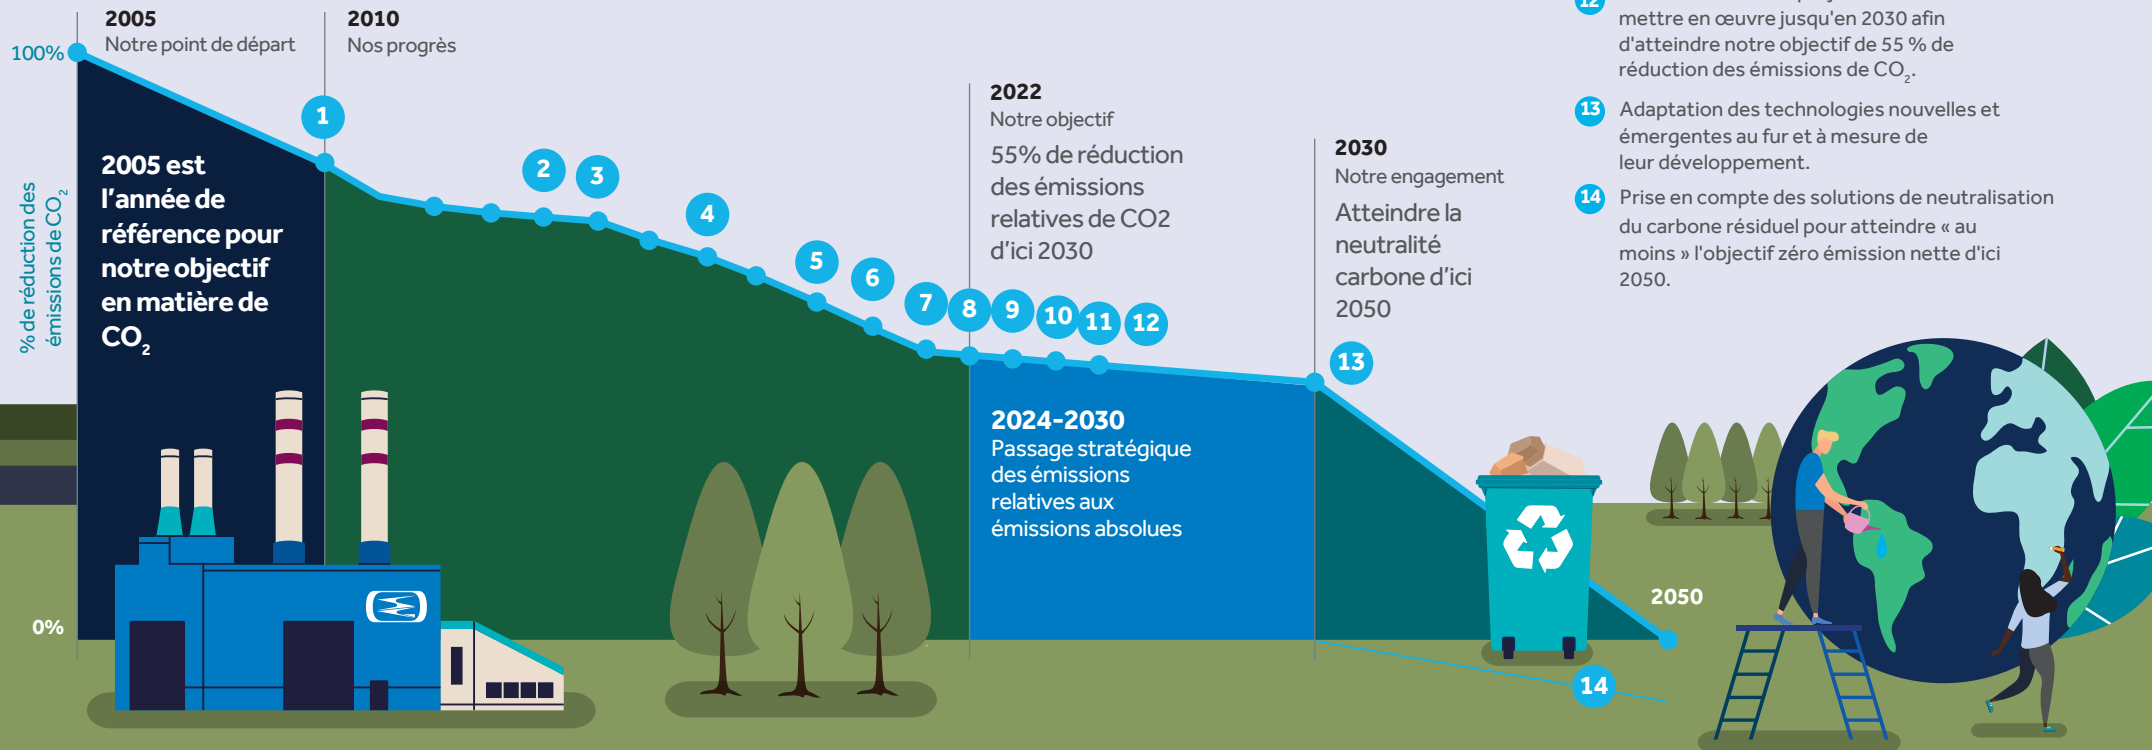 2005
Notre point de départ
2010
Nos progrès
100%
% de réduction des
émissions de CO2
0%
2005 est
l’année de
référence pour
notre objectif
en matière de
CO2
1
2
3
4
5
6
7
8
9
10
11
12
2022
Notre objectif
55% de réduction
des émissions
relatives de CO2
d’ici 2030
2024-2030
Passage stratégique
des émissions
relatives aux
émissions absolues
2030
Notre engagement
Atteindre la
neutralité
carbone d’ici
2050
13
14
2050
12
mettre en œuvre jusqu'en 2030 afin
d'atteindre notre objectif de 55 % de
réduction des émissions de CO2.
13 Adaptation des technologies nouvelles et
émergentes au fur et à mesure de
leur développement.
14 Prise en compte des solutions de neutralisation
du carbone résiduel pour atteindre « au
moins » l'objectif zéro émission nette d'ici
2050.